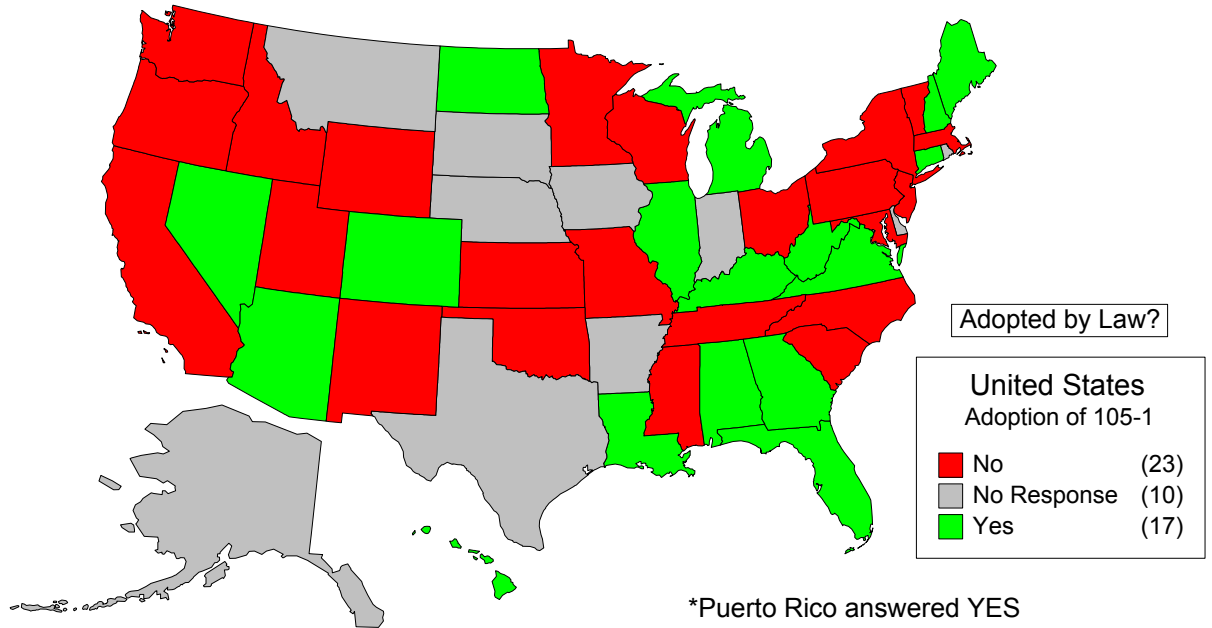 Adopted by Law?
United States
Adoption of 105-1
No (23)
No Response (10)
Yes (17)
*Puerto Rico answered YES